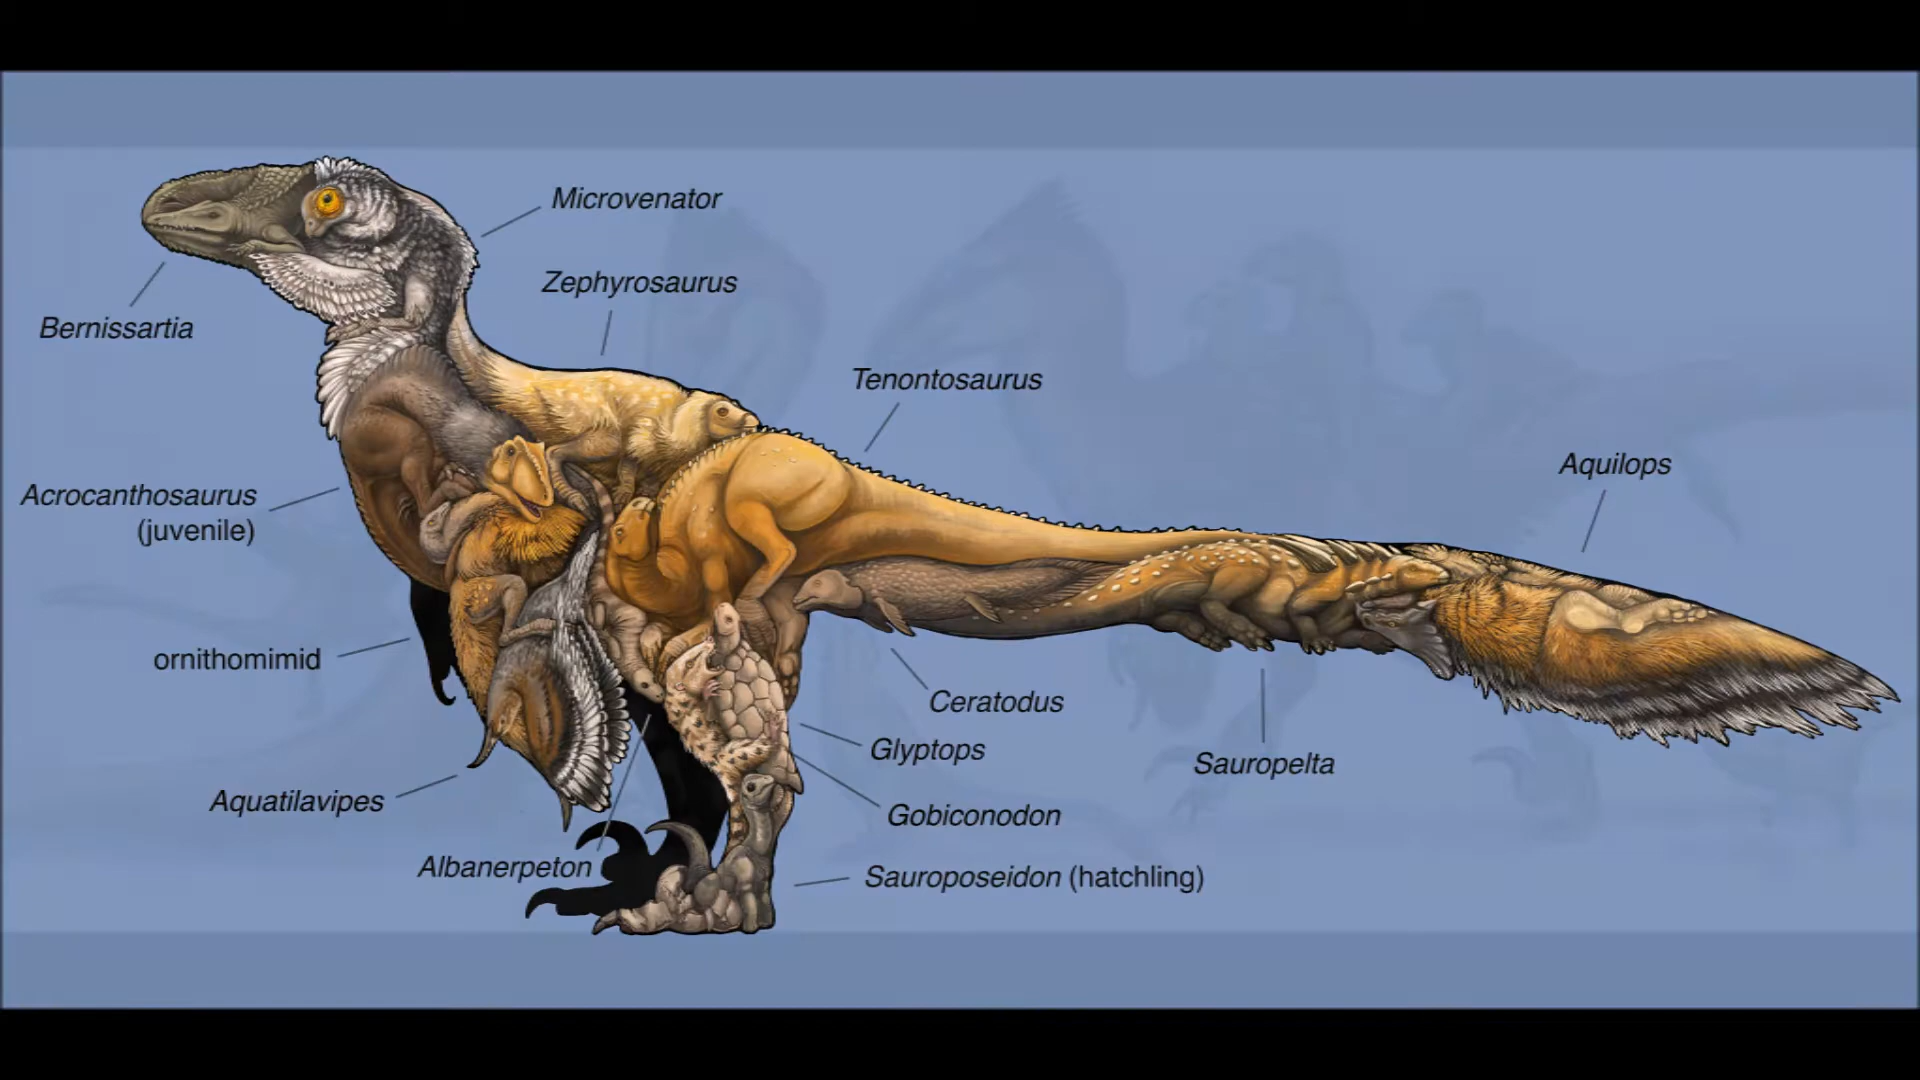 Microvenator
Zephyrosaurus
Bernissartia
Tenontosaurus
Aquilops
Acrocanthosaurus
(juvenile)
ornithomimid
Ceratodus
Glyptops
Sauropelta
Aquatilavipes
Gobiconodon
Albanerpeton
Sauroposeidon (hatchling)